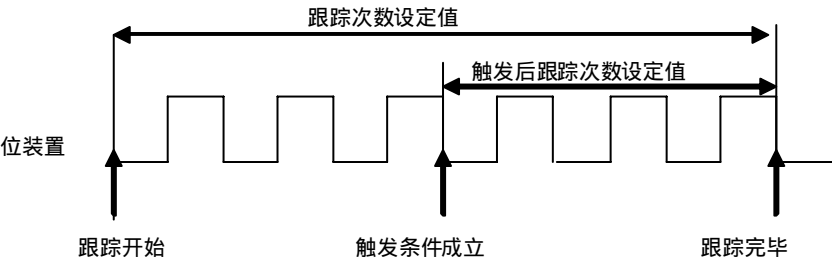 跟踪次数设定值
触发后跟踪次数设定值
位装置
跟踪开始
触发条件成立
跟踪完毕